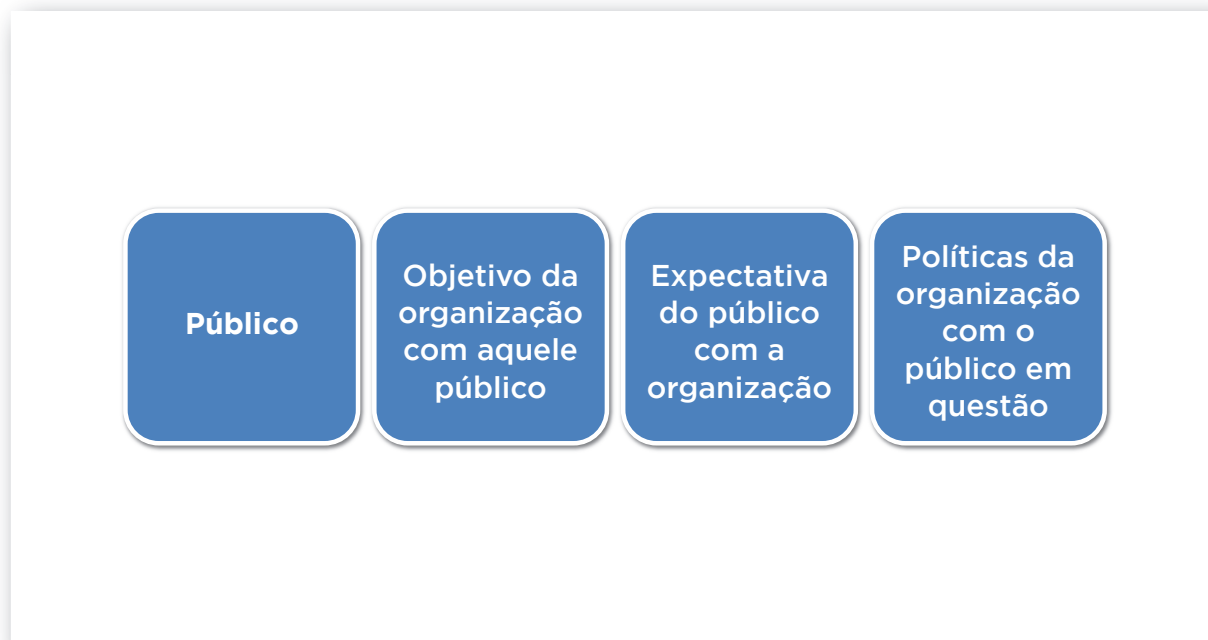 Público
Objetivo da
organização
com aquele
público
Expectativa
do público
com a
organização
Políticas da
organização
com o
público em
questão